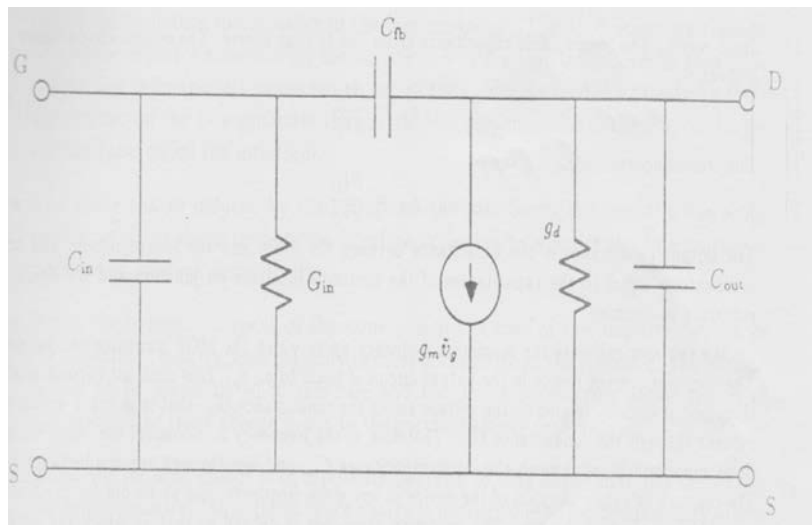 C_fb
G
D
g_d
C_in
G_in
C_out
g_m ṽ_g
S
S